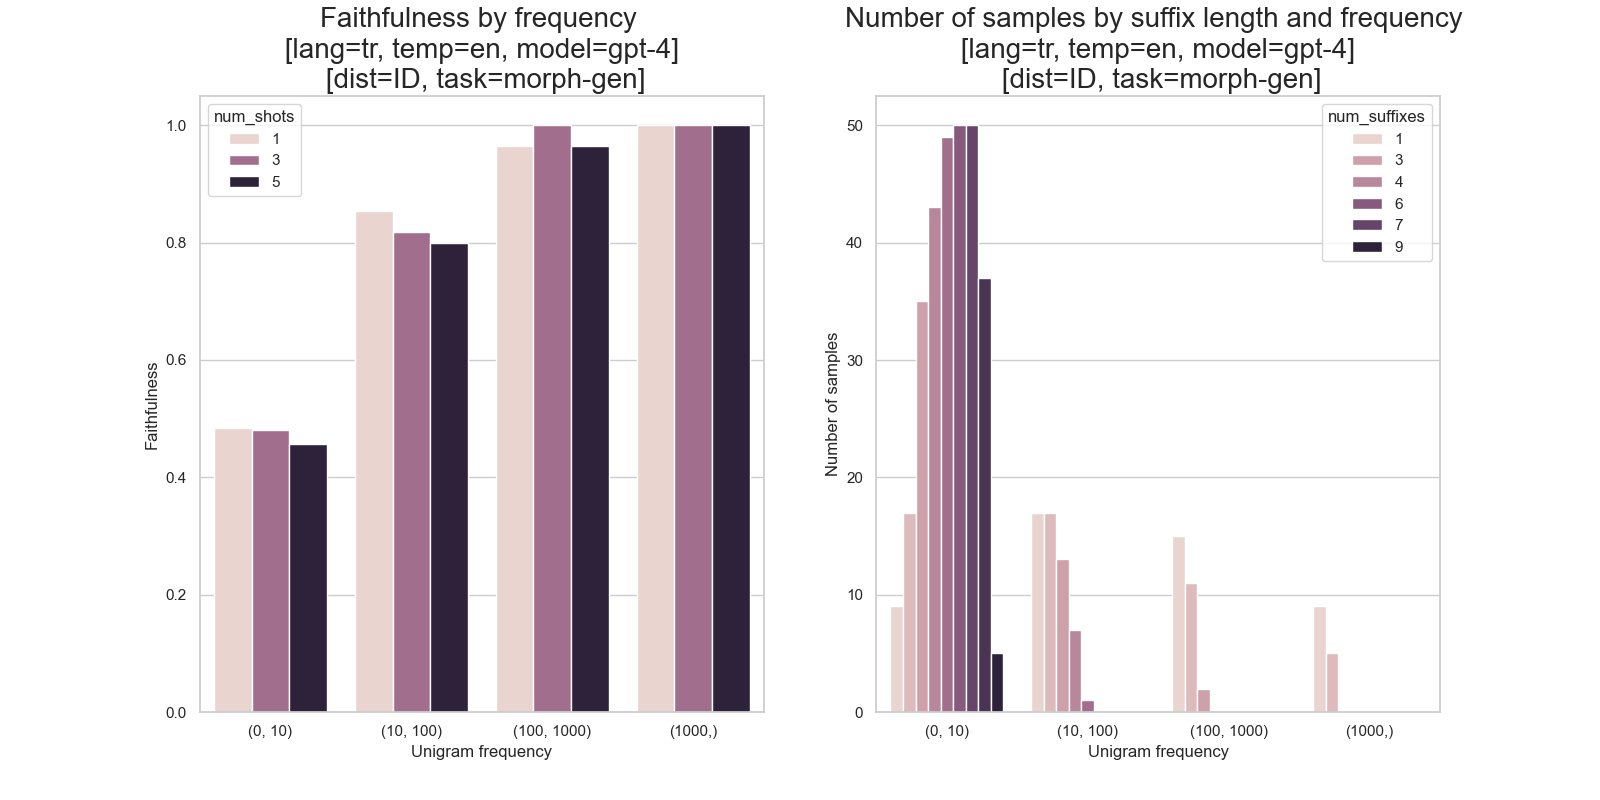 Faithfulness by frequency
[lang=tr, temp=en, model=gpt-4]
[dist=ID, task=morph-gen]
num_shots
1
3
5
1.0
0.8
0.6
0.4
0.2
0.0
Faithfulness
(0, 10)
(10, 100)
(100, 1000)
(1000,)
Unigram frequency
Number of samples by suffix length and frequency
[lang=tr, temp=en, model=gpt-4]
[dist=ID, task=morph-gen]
num_suffixes
1
3
4
6
7
9
50
40
30
20
10
0
Number of samples
(0, 10)
(10, 100)
(100, 1000)
(1000,)
Unigram frequency